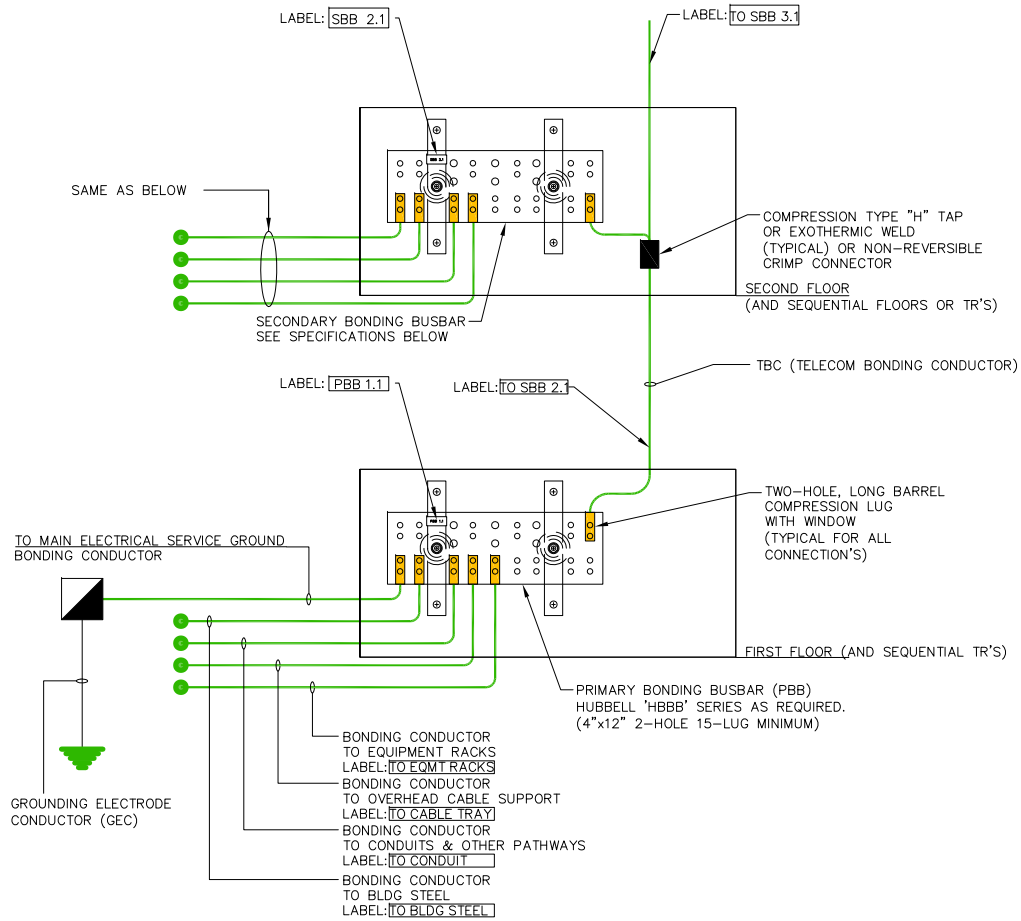 LABEL: SBB 2.1
LABEL: TO SBB 3.1
SBB 2.1
SAME AS BELOW
COMPRESSION TYPE "H" TAP
OR EXOTHERMIC WELD
(TYPICAL) OR NON-REVERSIBLE
CRIMP CONNECTOR
SECOND FLOOR
(AND SEQUENTIAL FLOORS OR TR'S)
SECONDARY BONDING BUSBAR
SEE SPECIFICATIONS BELOW
TBC (TELECOM BONDING CONDUCTOR)
LABEL: PBB 1.1
LABEL: TO SBB 2.1
TWO-HOLE, LONG BARREL
COMPRESSION LUG
WITH WINDOW
(TYPICAL FOR ALL
CONNECTION'S)
PBB 1.1
TO MAIN ELECTRICAL SERVICE GROUND
BONDING CONDUCTOR
FIRST FLOOR (AND SEQUENTIAL TR'S)
PRIMARY BONDING BUSBAR (PBB)
HUBBELL 'HBBB' SERIES AS REQUIRED.
(4"x12" 2-HOLE 15-LUG MINIMUM)
BONDING CONDUCTOR
TO EQUIPMENT RACKS
LABEL: TO EQMT RACKS
BONDING CONDUCTOR
TO OVERHEAD CABLE SUPPORT
LABEL: TO CABLE TRAY
BONDING CONDUCTOR
TO CONDUITS & OTHER PATHWAYS
LABEL: TO CONDUIT
BONDING CONDUCTOR
TO BLDG STEEL
LABEL: TO BLDG STEEL
GROUNDING ELECTRODE
CONDUCTOR (GEC)